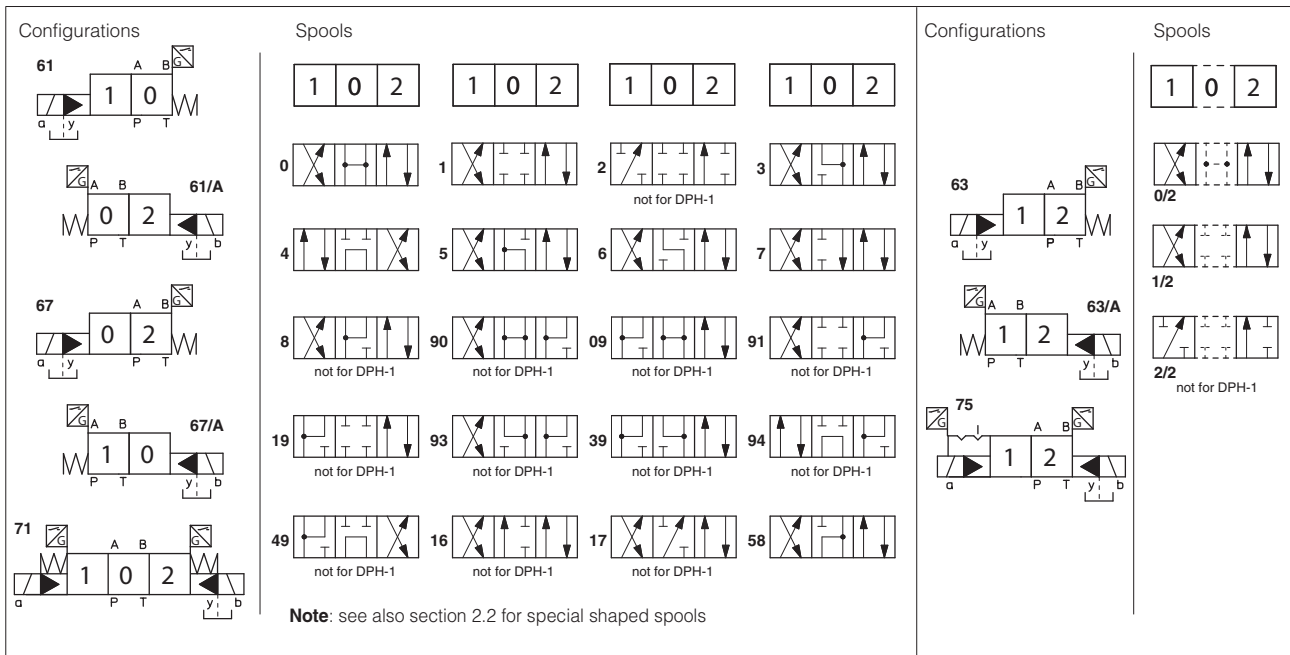 Configurations
61
A B
G
1 0
a y
P T
G
A B
61/A
0 2
P T
y b
67
A B
G
0 2
a y
P T
G
A B
67/A
1 0
P T
y b
71
G A B G
1 0 2
a P T y b
Spools
1 0 2 1 0 2 1 0 2 1 0 2
0 1 2 3
not for DPH-1
4 5 6 7
8 90 09 91
not for DPH-1 not for DPH-1 not for DPH-1 not for DPH-1
19 93 39 94
not for DPH-1 not for DPH-1 not for DPH-1 not for DPH-1
49 16 17 58
not for DPH-1 not for DPH-1 not for DPH-1
Note: see also section 2.2 for special shaped spools
Configurations
63
A B
G
1 2
a y
P T
G
A B
63/A
1 2
P T
y b
75
G I A B G
1 2
a P T y b
Spools
1 0 2
0/2
1/2
2/2
not for DPH-1